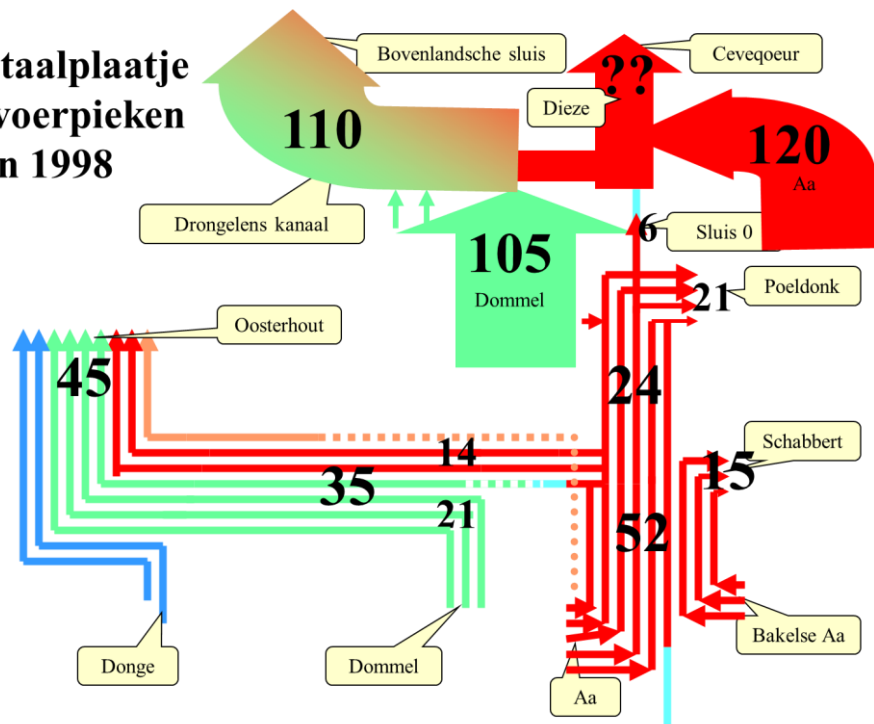 taalplaatje
voerpieken
n 1998
Bovenlandsche sluis
Ceveqoeur
??
Dieze
110
120
Aa
Drongelens kanaal
6
Sluis 0
105
Dommel
21
Poeldonk
Oosterhout
45
24
14
Schabbert
15
35
21
52
Donge
Dommel
Aa
Bakelse Aa